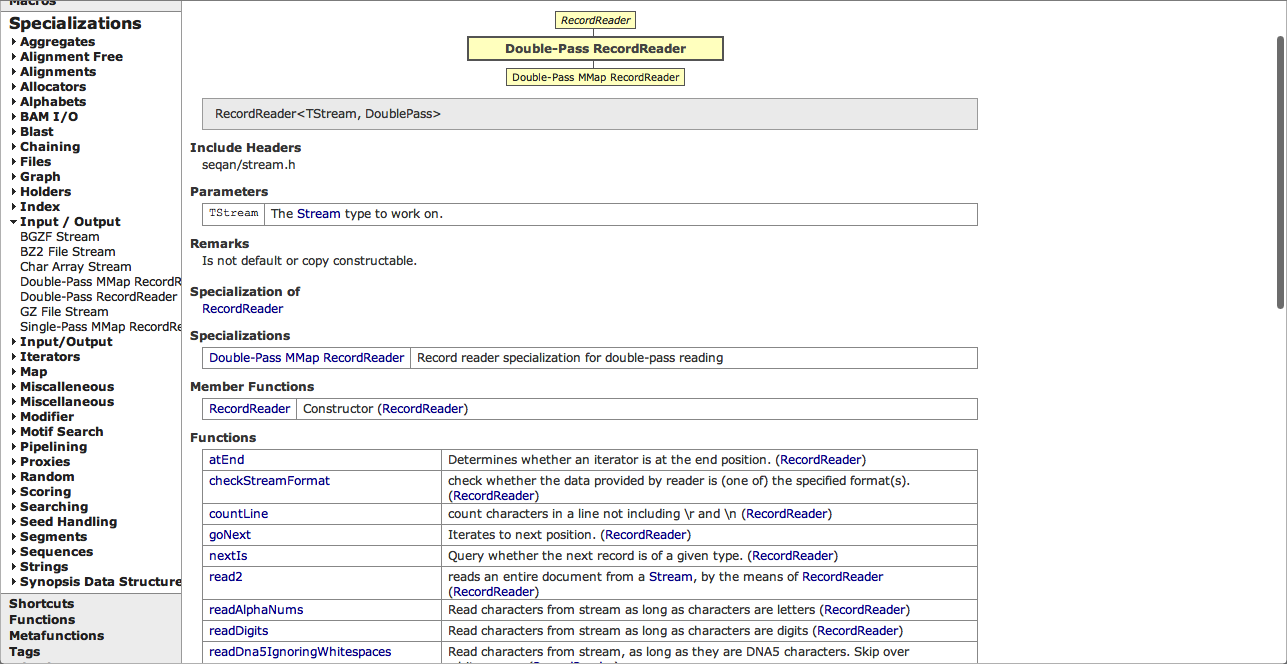 Macros
Specializations
Aggregates
Alignment Free
Alignments
Allocators
Alphabets
BAM I/O
Blast
Chaining
Files
Graph
Holders
Index
Input / Output
BGZF Stream
BZ2 File Stream
Char Array Stream
Double-Pass MMap RecordR
Double-Pass RecordReader
GZ File Stream
Single-Pass MMap RecordRe
Input/Output
Iterators
Map
Miscalleneous
Miscellaneous
Modifier
Motif Search
Pipelining
Proxies
Random
Scoring
Searching
Seed Handling
Segments
Sequences
Strings
Synopsis Data Structure
Shortcuts
Functions
Metafunctions
Tags
RecordReader
Double-Pass RecordReader
Double-Pass MMap RecordReader
RecordReader<TStream, DoublePass>
Include Headers
seqan/stream.h
Parameters
TStream The Stream type to work on.
Remarks
Is not default or copy constructable.
Specialization of
RecordReader
Specializations
Double-Pass MMap RecordReader Record reader specialization for double-pass reading
Member Functions
RecordReader Constructor (RecordReader)
Functions
atEnd Determines whether an iterator is at the end position. (RecordReader)
checkStreamFormat check whether the data provided by reader is (one of) the specified format(s).
(RecordReader)
countLine count characters in a line not including \r and \n (RecordReader)
goNext Iterates to next position. (RecordReader)
nextIs Query whether the next record is of a given type. (RecordReader)
read2 reads an entire document from a Stream, by the means of RecordReader
(RecordReader)
readAlphaNums Read characters from stream as long as characters are letters (RecordReader)
readDigits Read characters from stream as long as characters are digits (RecordReader)
readDna5IgnoringWhitespaces Read characters from stream, as long as they are DNA5 characters. Skip over